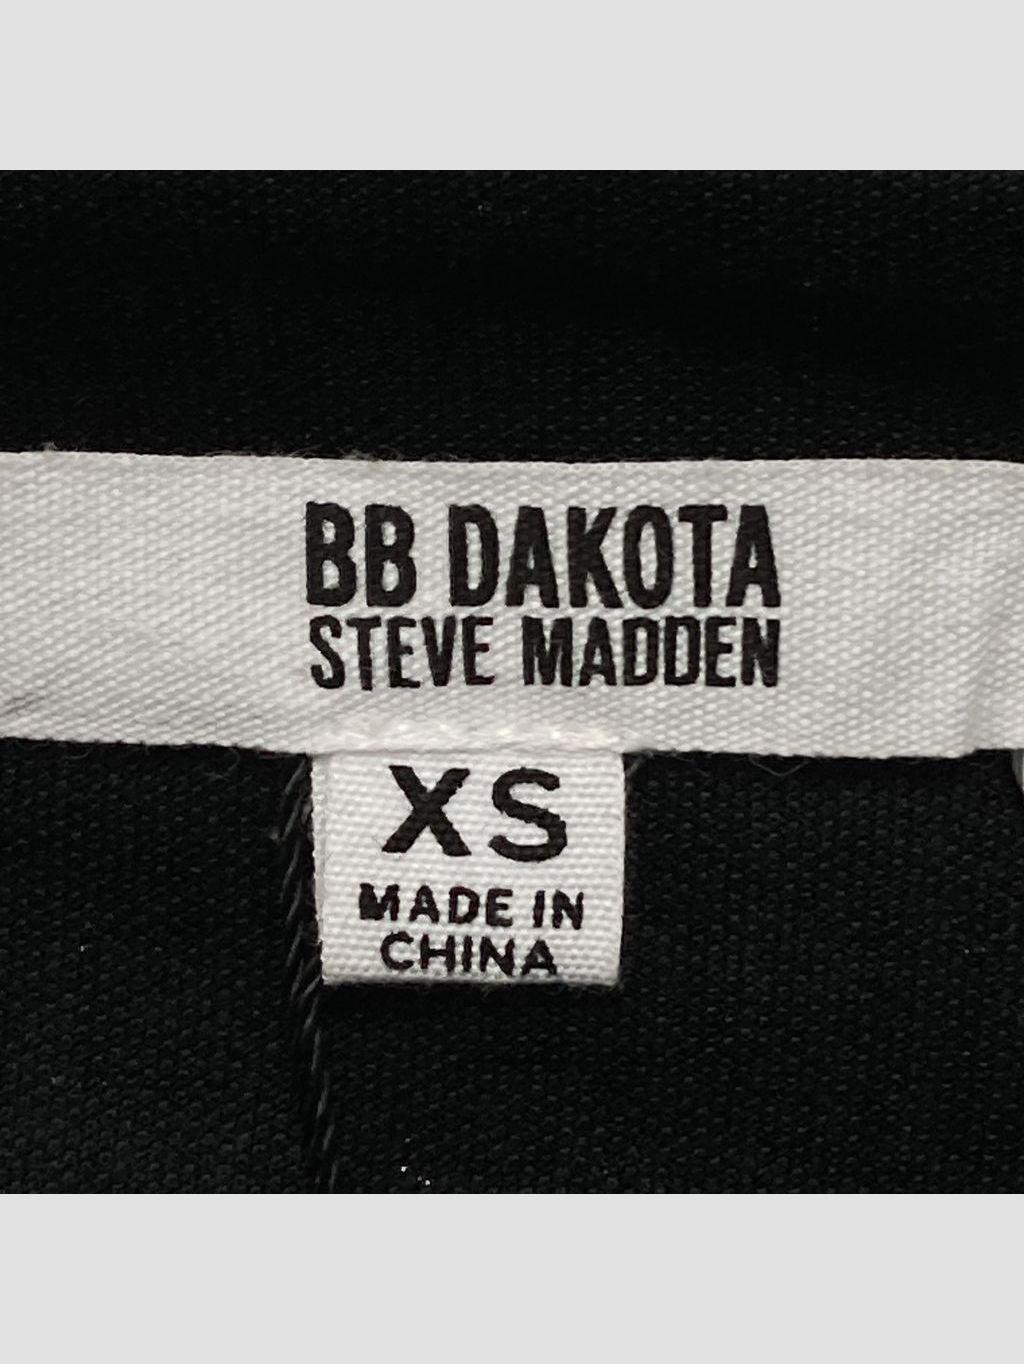 BB DAKOTA
STEVE MADDEN
XS
MADE IN
CHINA